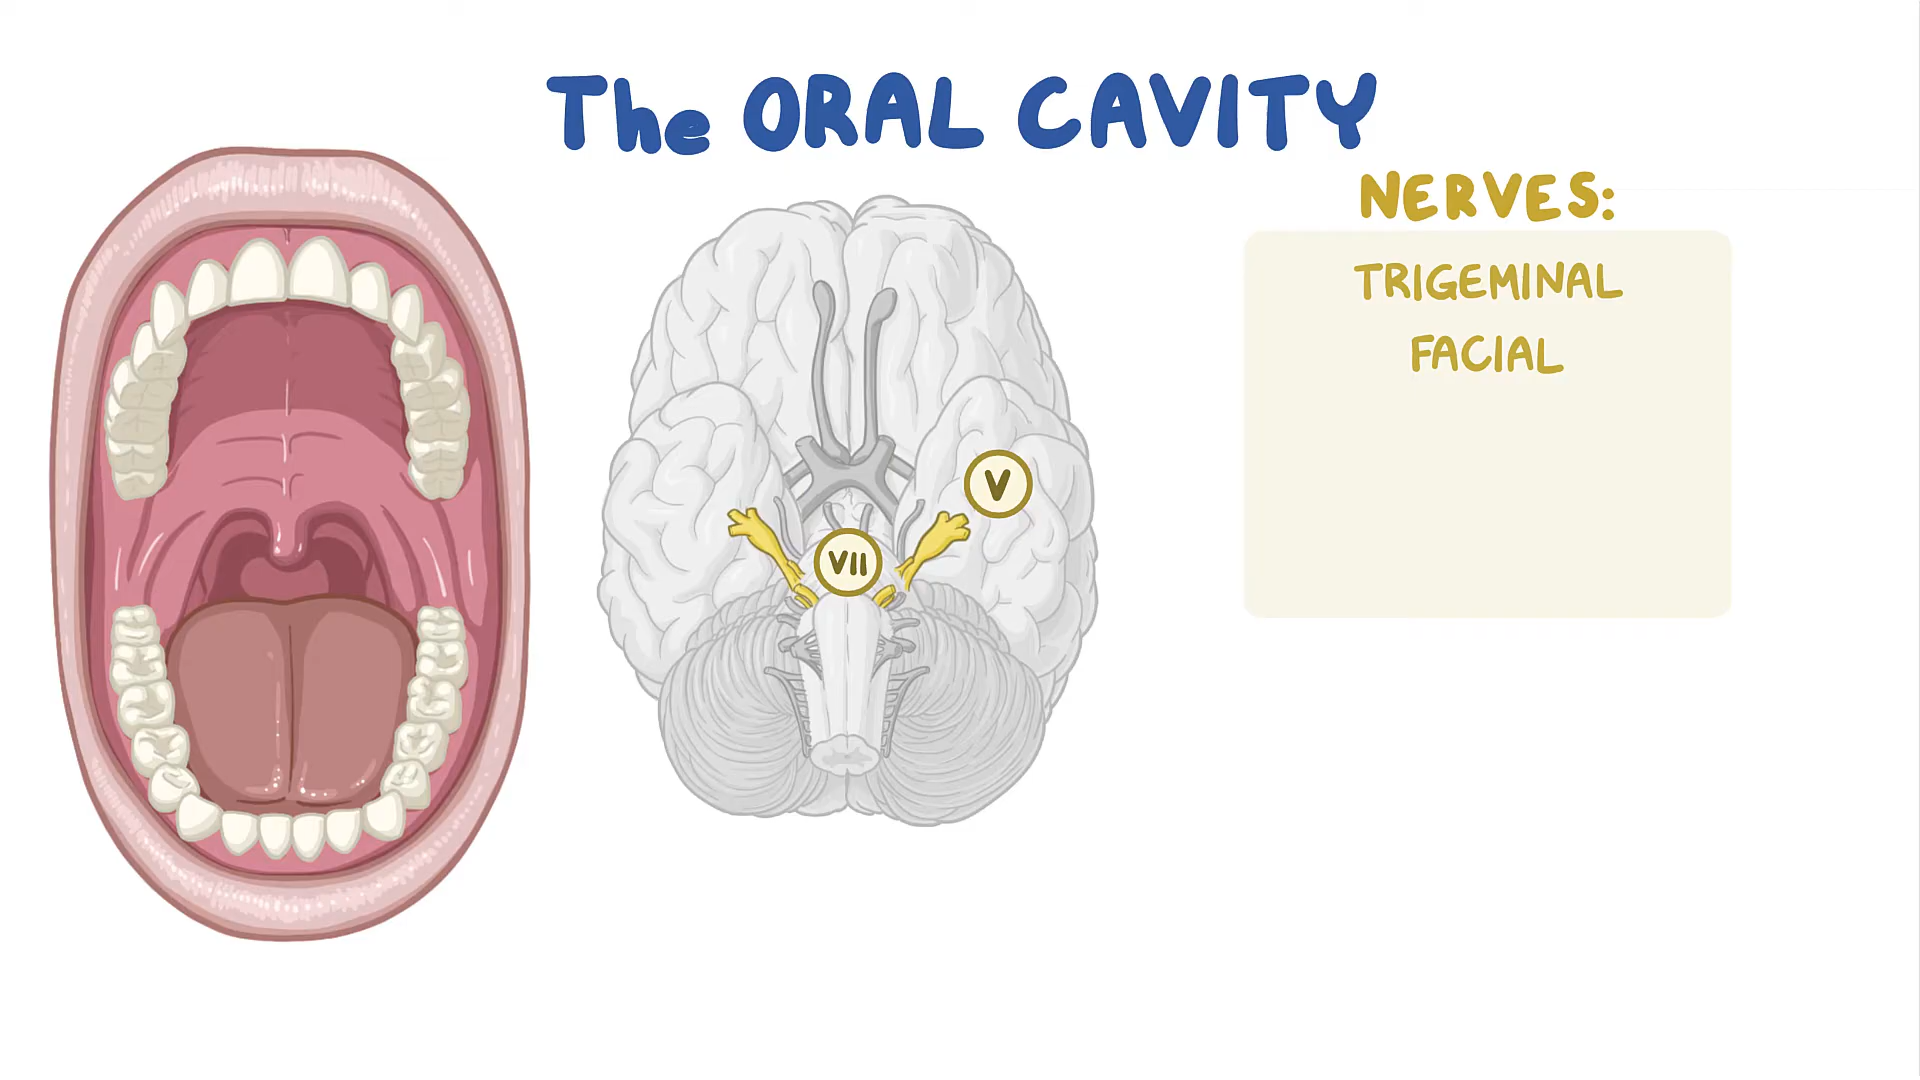 The ORAL CAVITY
NERVES:
TRIGEMINAL
FACIAL
V
VII